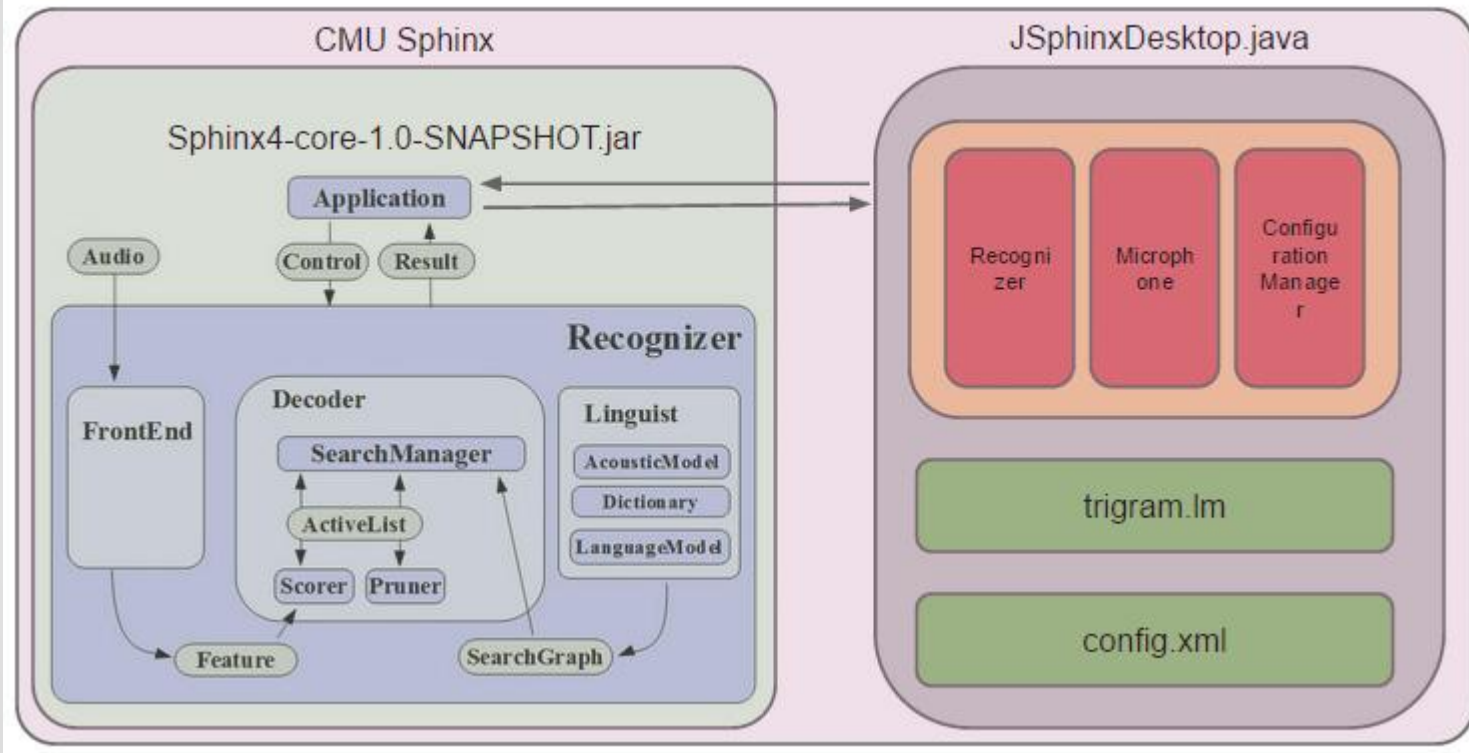 CMU Sphinx
JSphinxDesktop.java
Sphinx4-core-1.0-SNAPSHOT.jar
Application
Audio
Control
Result
Recognizer
FrontEnd
Decoder
SearchManager
ActiveList
Scorer
Pruner
Linguist
AcousticModel
Dictionary
LanguageModel
Feature
SearchGraph
Recogni
zer
Microph
one
Configu
ration
Manage
r
trigram.lm
config.xml